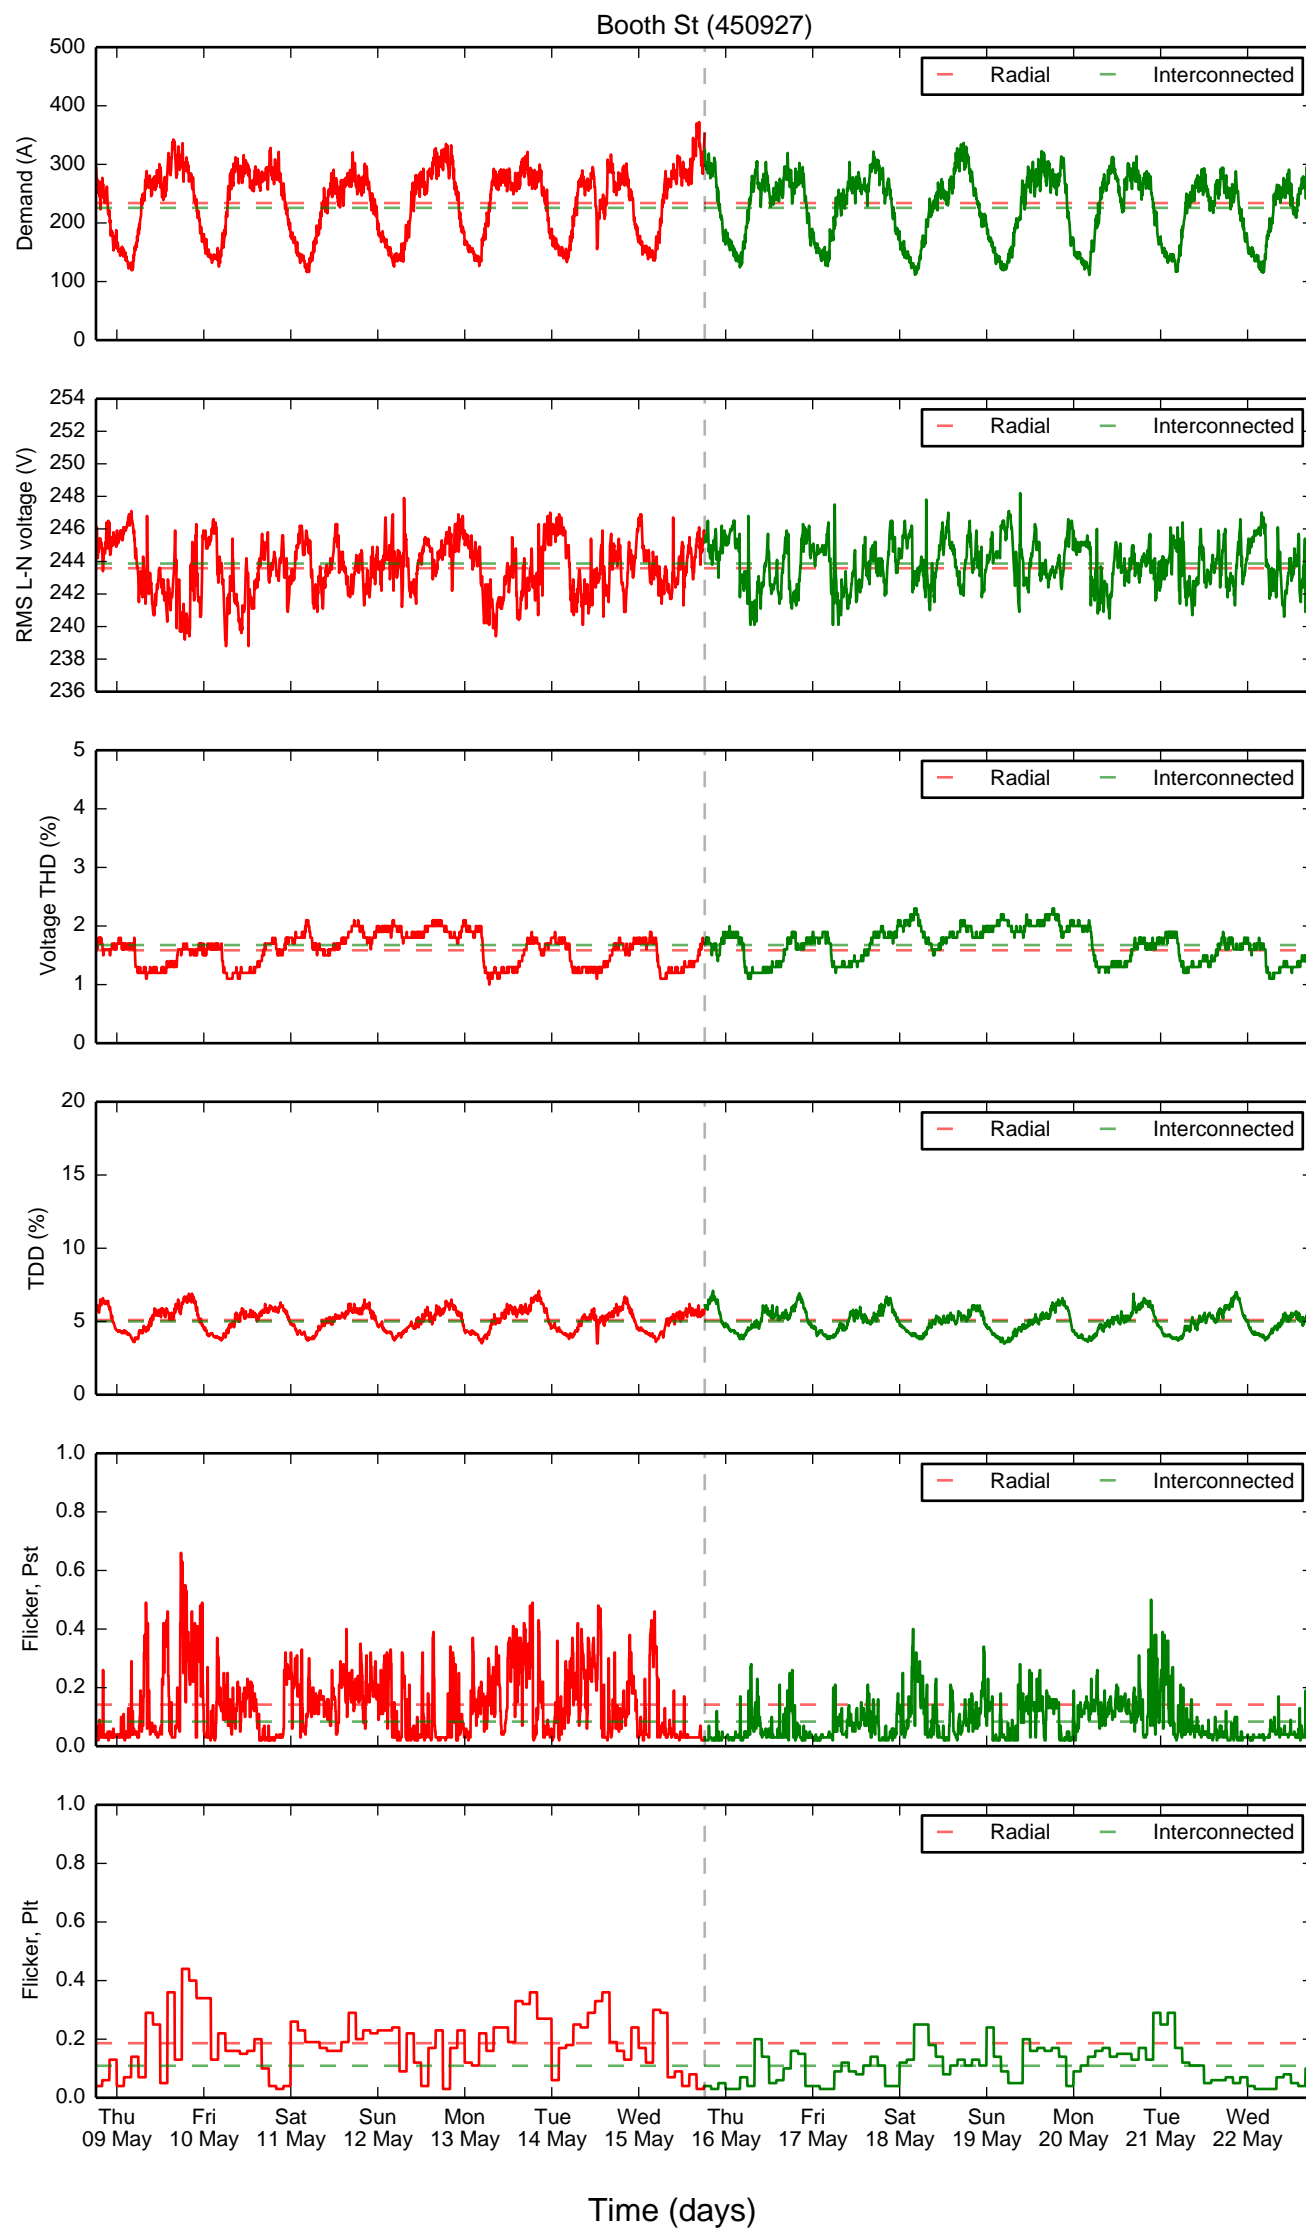 Booth St (450927)
500
400
300
200
100
0
Demand (A)
Radial Interconnected
254
252
250
248
246
244
242
240
238
236
RMS L-N voltage (V)
Radial Interconnected
5
4
3
2
1
0
Voltage THD (%)
Radial Interconnected
20
15
10
5
0
TDD (%)
Radial Interconnected
1.0
0.8
0.6
0.4
0.2
0.0
Flicker, Pst
Radial Interconnected
1.0
0.8
0.6
0.4
0.2
0.0
Flicker, Plt
Radial Interconnected
Thu Fri Sat Sun Mon Tue Wed Thu Fri Sat Sun Mon Tue Wed
09 May 10 May 11 May 12 May 13 May 14 May 15 May 16 May 17 May 18 May 19 May 20 May 21 May 22 May
Time (days)